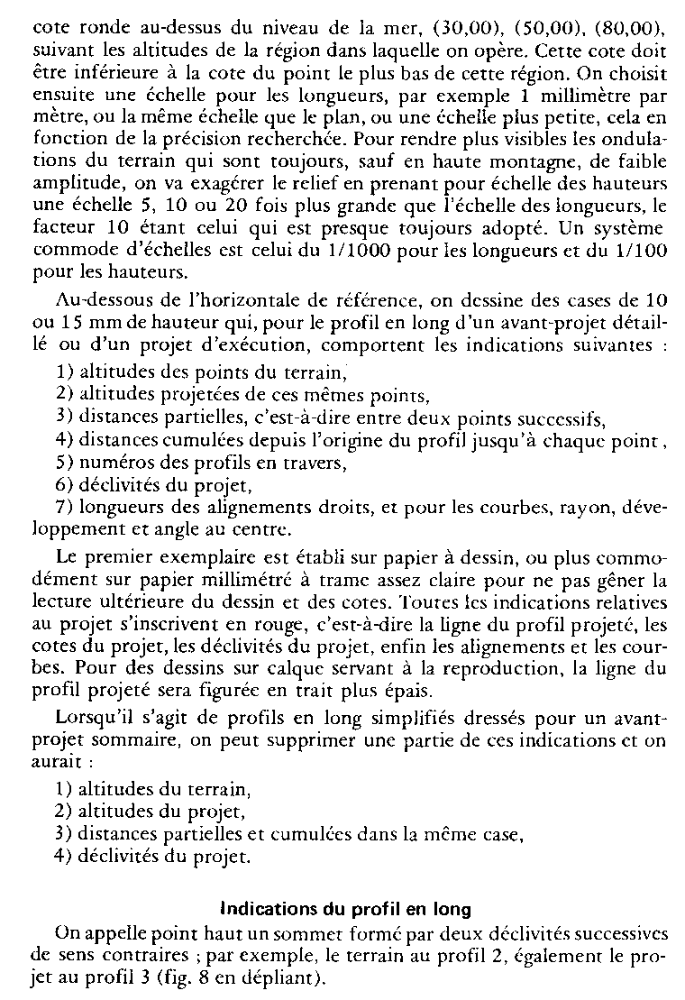 cote ronde au-dessus du niveau de la mer, (30,00), (50,00), (80,00),
suivant les altitudes de la région dans laquelle on opère. Cette cote doit
être inférieure à la cote du point le plus bas de cette région. On choisit
ensuite une échelle pour les longueurs, par exemple 1 millimètre par
mètre, ou la même échelle que le plan, ou une échelle plus petite, cela en
fonction de la précision recherchée. Pour rendre plus visibles les ondula-
tions du terrain qui sont toujours, sauf en haute montagne, de faible
amplitude, on va exagérer le relief en prenant pour échelle des hauteurs
une échelle 5, 10 ou 20 fois plus grande que l'échelle des longueurs, le
facteur 10 étant celui qui est presque toujours adopté. Un système
commode d'échelles est celui du 1/1000 pour les longueurs et du 1/100
pour les hauteurs.
Au-dessous de l'horizontale de référence, on dessine des cases de 10
ou 15 mm de hauteur qui, pour le profil en long d'un avant-projet détail-
lé ou d'un projet d'exécution, comportent les indications suivantes :
1) altitudes des points du terrain,
2) altitudes projetées de ces mêmes points,
3) distances partielles, c'est-à-dire entre deux points successifs,
4) distances cumulées depuis l'origine du profil jusqu'à chaque point,
5) numéros des profils en travers,
6) déclivités du projet,
7) longueurs des alignements droits, et pour les courbes, rayon, déve-
loppement et angle au centre.
Le premier exemplaire est établi sur papier à dessin, ou plus commo-
dément sur papier millimétré à trame assez claire pour ne pas gêner la
lecture ultérieure du dessin et des cotes. Toutes les indications relatives
au projet s'inscrivent en rouge, c'est-à-dire la ligne du profil projeté, les
cotes du projet, les déclivités du projet, enfin les alignements et les cour-
bes. Pour des dessins sur calque servant à la reproduction, la ligne du
profil projeté sera figurée en trait plus épais.
Lorsqu'il s'agit de profils en long simplifiés dressés pour un avant-
projet sommaire, on peut supprimer une partie de ces indications et on
aurait :
1) altitudes du terrain,
2) altitudes du projet,
3) distances partielles et cumulées dans la même case,
4) déclivités du projet.
Indications du profil en long
On appelle point haut un sommet formé par deux déclivités successives
de sens contraires ; par exemple, le terrain au profil 2, également le pro-
jet au profil 3 (fig. 8 en dépliant).